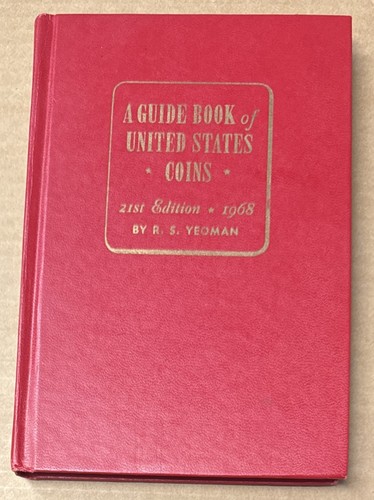 A GUIDE BOOK of
UNITED STATES
* COINS *
21st Edition * 1968
BY R. S. YEOMAN